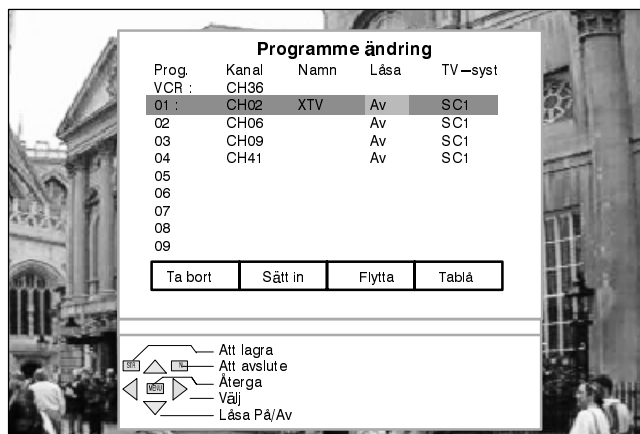 Programme ändring
Prog. Kanal Namn Låsa TV—syst
VCR : CH36
01 : CH02 XTV Av SC1
02 CH06 Av SC1
03 CH09 Av SC1
04 CH41 Av SC1
05
06
07
08
09
Ta bort Sätt in Flytta Tablå
Att lagra
STR N Att avslute
MENU Återga
Välj
Låsa På/Av